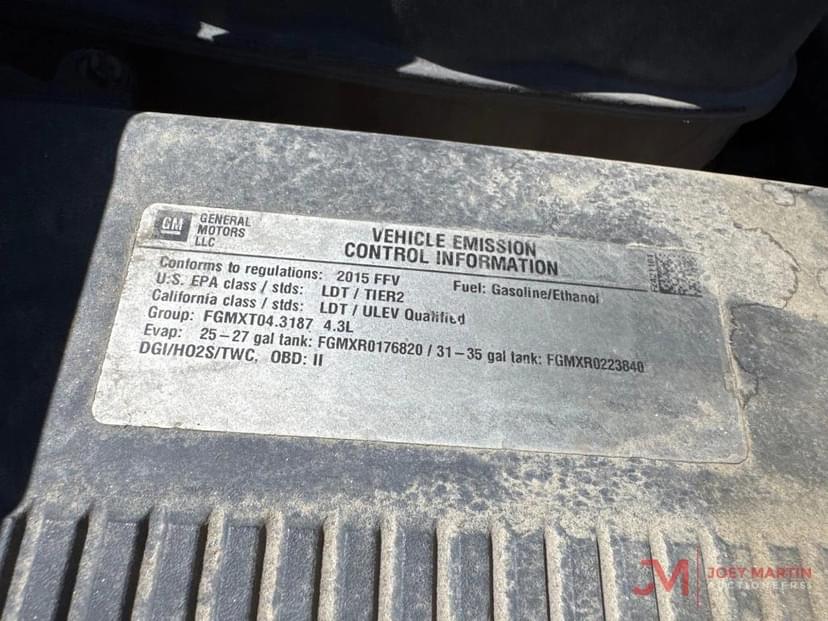 GM
GENERAL
MOTORS
LLC
VEHICLE EMISSION
CONTROL INFORMATION
Conforms to regulations: 2015 FFV Fuel: Gasoline/Ethanol
U.S. EPA class / stds: LDT / TIER2
California class / stds: LDT / ULEV Qualified
Group: FGMXT04.3187 4.3L
Evap: 25-27 gal tank: FGMXR0176820 / 31-35 gal tank: FGMXR0223840
DGI/HO2S/TWC, OBD: II
JM
JOEY MARTIN
AUCTIONEERS